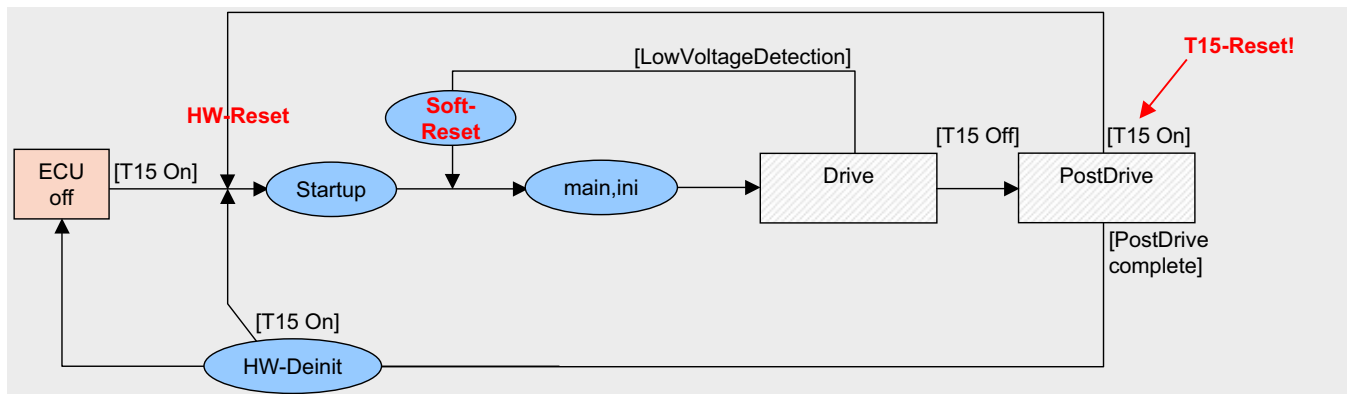 T15-Reset!
[LowVoltageDetection]
HW-Reset
Soft-
Reset
[T15 Off]
[T15 On]
ECU
off
[T15 On]
Startup
main,ini
Drive
PostDrive
[PostDrive
complete]
[T15 On]
HW-Deinit